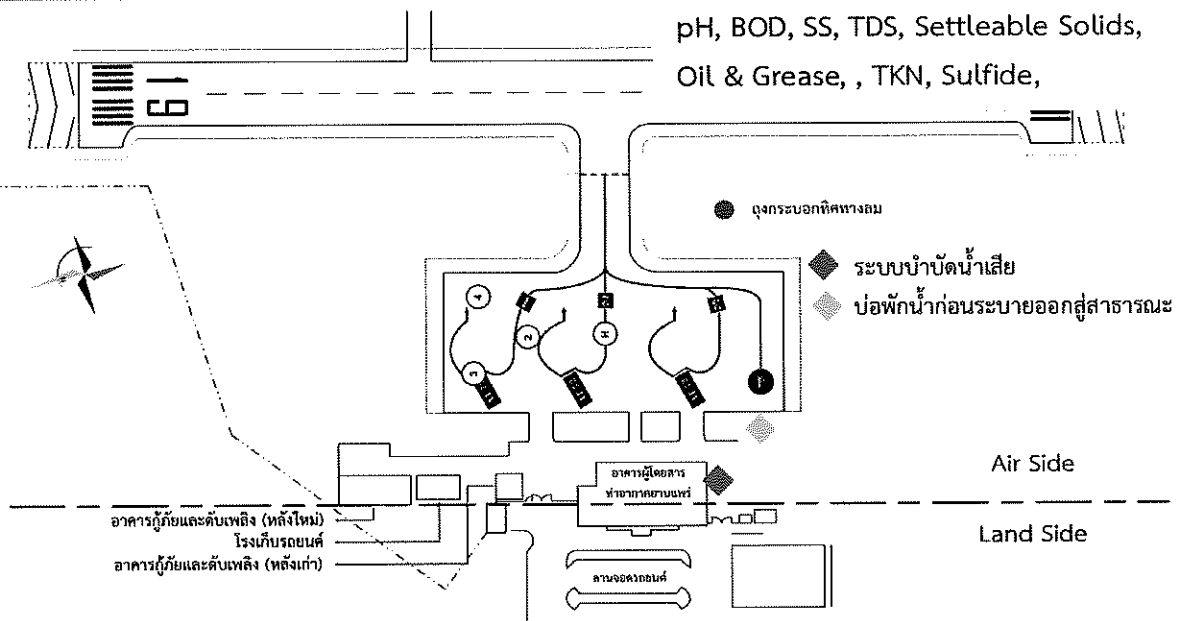 pH, BOD, SS, TDS, Settleable Solids,
Oil & Grease, , TKN, Sulfide,
19
ถุงกระบอกทิศทางลม
ระบบบำบัดน้ำเสีย
บ่อพักน้ำก่อนระบายออกสู่สาธารณะ
4
2
H
3
อาคารผู้โดยสาร
ท่าอากาศยานแพร่
Air Side
Land Side
อาคารกู้ภัยและดับเพลิง (หลังใหม่)
โรงเก็บรถยนต์
อาคารกู้ภัยและดับเพลิง (หลังเก่า)
ลานจอดรถยนต์